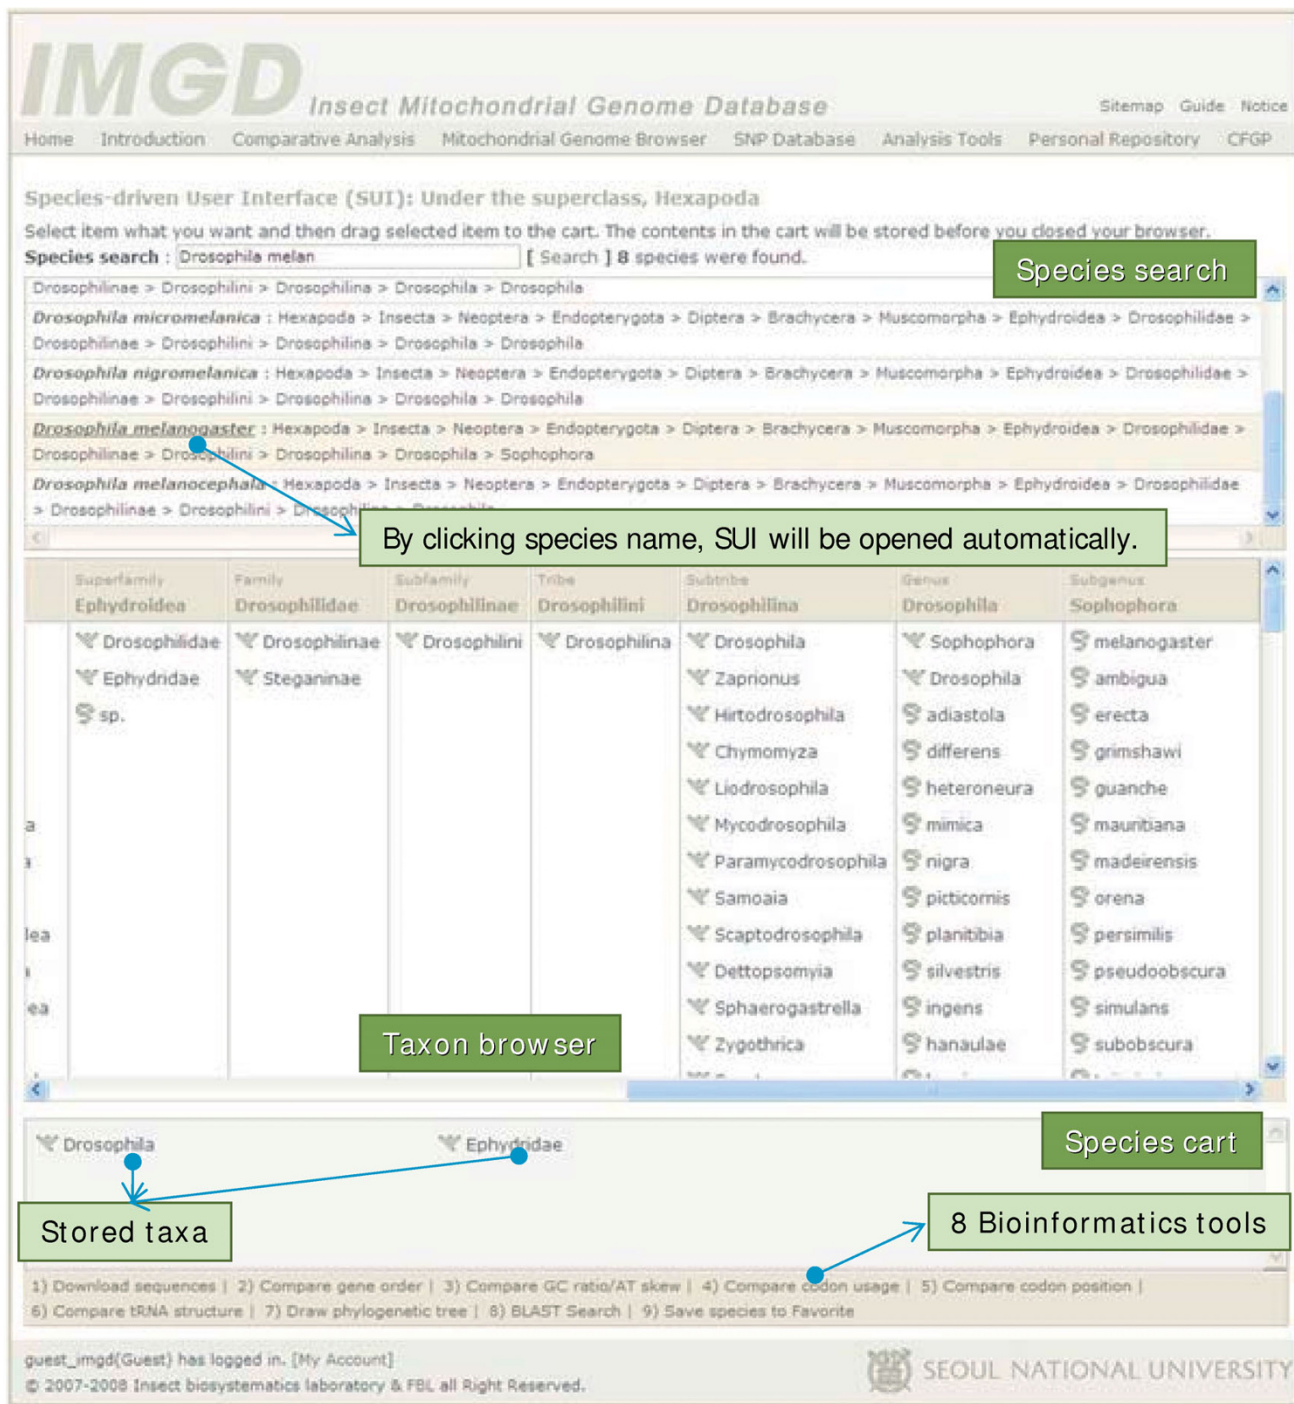 IMGD Insect Mitochondrial Genome Database
Sitemap Guide Notice
Home Introduction Comparative Analysis Mitochondrial Genome Browser SNP Database Analysis Tools Personal Repository CFGP
Species-driven User Interface (SUI): Under the superclass, Hexapoda
Select item what you want and then drag selected item to the cart. The contents in the cart will be stored before you closed your browser.
Species search : Drosophila melan [ Search ] 8 species were found.
Species search
Drosophilinae > Drosophilini > Drosophilina > Drosophila > Drosophila
Drosophila micromelanica : Hexapoda > Insecta > Neoptera > Endopterygota > Diptera > Brachycera > Muscomorpha > Ephydroidea > Drosophilidae >
Drosophilinae > Drosophilini > Drosophilina > Drosophila > Drosophila
Drosophila nigromelanica : Hexapoda > Insecta > Neoptera > Endopterygota > Diptera > Brachycera > Muscomorpha > Ephydroidea > Drosophilidae >
Drosophilinae > Drosophilini > Drosophilina > Drosophila > Drosophila
Drosophila melanogaster : Hexapoda > Insecta > Neoptera > Endopterygota > Diptera > Brachycera > Muscomorpha > Ephydroidea > Drosophilidae >
Drosophilinae > Drosophilini > Drosophilina > Drosophila > Sophophora
Drosophila melanocephala : Hexapoda > Insecta > Neoptera > Endopterygota > Diptera > Brachycera > Muscomorpha > Ephydroidea > Drosophilidae
> Drosophilinae > Drosophilini > Drosophilina > Drosophila
By clicking species name, SUI will be opened automatically.
Superfamily Family Subfamily Tribe Subtribe Genus Subgenus
Ephydroidea Drosophilidae Drosophilinae Drosophilini Drosophilina Drosophila Sophophora
Drosophilidae Drosophilinae Drosophilini Drosophilina Drosophila Sophophora melanogaster
Ephydridae Steganinae Zaprionus Drosophila ambigua
sp. Hirtodrosophila adiastola erecta
Chymomyza differens grimshawi
Liodrosophila heteroneura guanche
a Mycodrosophila mimica mauritiana
Paramycodrosophila nigra madeirensis
Samoaia picticornis orena
lea Scaptodrosophila planitibia persimilis
Dettopsomyia silvestris pseudoobscura
ea Sphaerogastrella ingens simulans
Taxon browser
Zygothrica hanaulae subobscura
Drosophila Ephydridae
Species cart
Stored taxa
8 Bioinformatics tools
1) Download sequences | 2) Compare gene order | 3) Compare GC ratio/AT skew | 4) Compare codon usage | 5) Compare codon position |
6) Compare tRNA structure | 7) Draw phylogenetic tree | 8) BLAST Search | 9) Save species to Favorite
guest_imgd(Guest) has logged in. [My Account]
© 2007-2008 Insect biosystematics laboratory & FBL all Right Reserved.
SEOUL NATIONAL UNIVERSITY